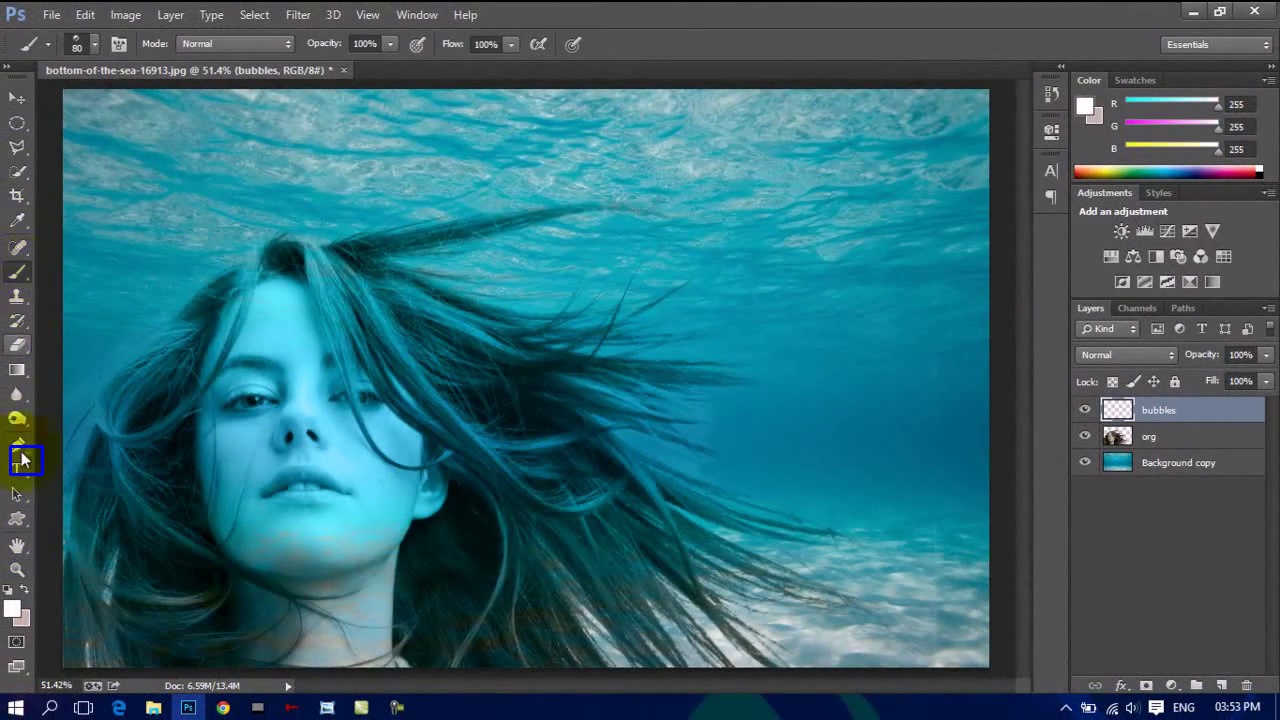 Ps File Edit Image Layer Type Select Filter 3D View Window Help
80 Mode: Normal Opacity: 100% Flow: 100% Essentials
bottom-of-the-sea-16913.jpg @ 51.4% (bubbles, RGB/8#) * ×
Color Swatches
R 255
G 255
B 255
Adjustments Styles
Add an adjustment
Layers Channels Paths
Kind T
Normal Opacity: 100%
Lock: Fill: 100%
bubbles
org
Background copy
51.42% Doc: 6.59M/13.4M
fx
Ps ENG 03:53 PM